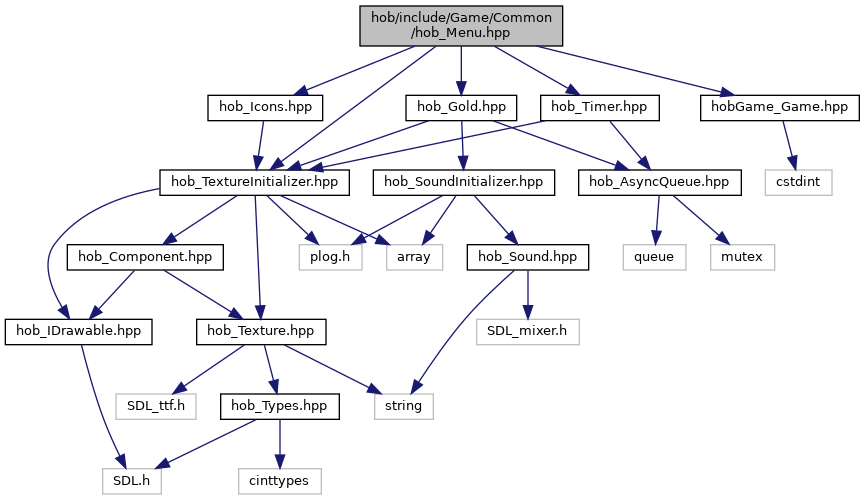 hob/include/Game/Common
/hob_Menu.hpp
hob_Icons.hpp
hob_Gold.hpp
hob_Timer.hpp
hobGame_Game.hpp
hob_TextureInitializer.hpp
hob_SoundInitializer.hpp
hob_AsyncQueue.hpp
cstdint
hob_Component.hpp
plog.h
array
hob_Sound.hpp
queue
mutex
hob_IDrawable.hpp
hob_Texture.hpp
SDL_mixer.h
SDL_ttf.h
hob_Types.hpp
string
SDL.h
cinttypes